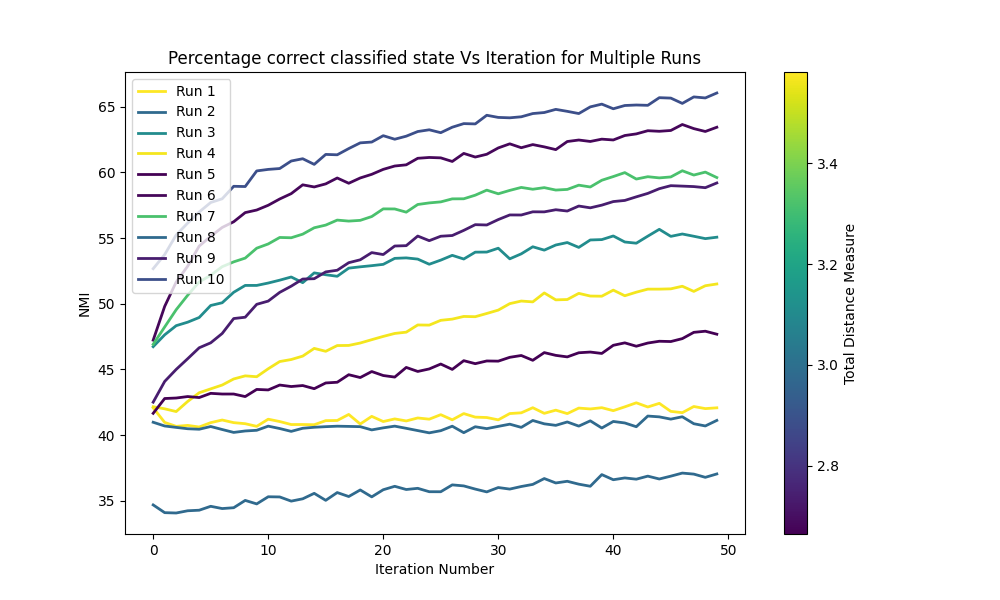 Percentage correct classified state Vs Iteration for Multiple Runs
Run 1
Run 2
Run 3
Run 4
Run 5
Run 6
Run 7
Run 8
Run 9
Run 10
65
60
55
50
45
40
35
NMI
0 10 20 30 40 50
Iteration Number
3.4
3.2
3.0
2.8
Total Distance Measure